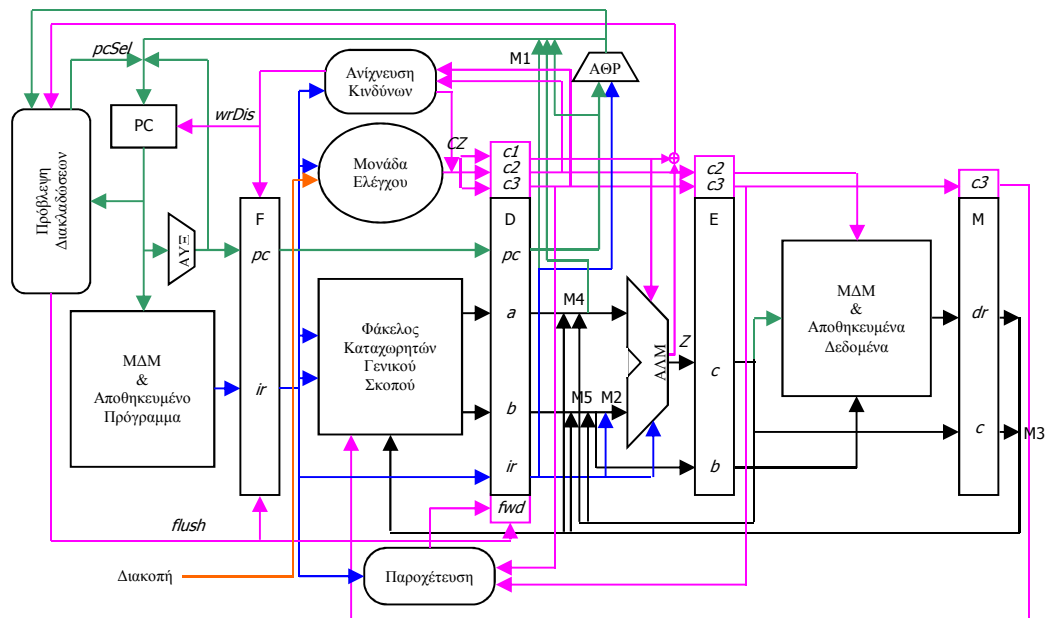 pcSel
M1
ΑΘΡ
Ανίχνευση
Κινδύνων
PC
wrDis
CZ
Μονάδα
Ελέγχου
c1
c2
c3
c2
c3
c3
Πρόβλεψη
Διακλαδώσεων
ΑΥΞ
F
pc
ir
D
pc
a
b
ir
fwd
E
c
b
M
dr
c
ΜΔΜ
&
Αποθηκευμένα
Δεδομένα
M4
M5
M2
ΑΛΜ
Z
Φάκελος
Καταχωρητών
Γενικού
Σκοπού
ΜΔΜ
&
Αποθηκευμένο
Πρόγραμμα
M3
flush
Διακοπή
Παροχέτευση